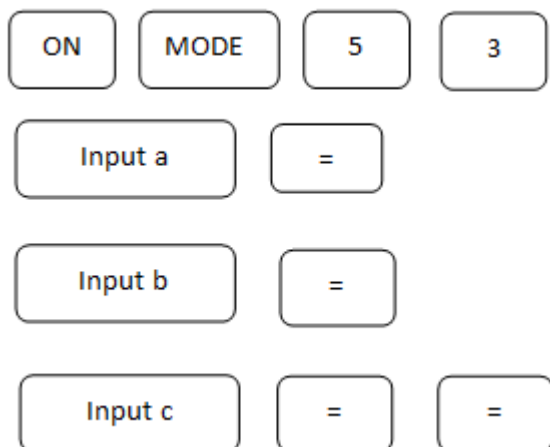 ON MODE 5 3
Input a =
Input b =
Input c = =